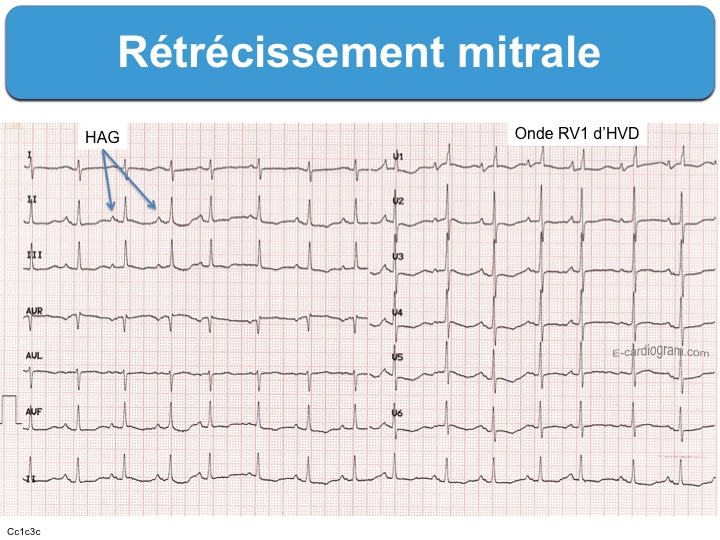 Rétrécissement mitrale
HAG
Onde RV1 d'HVD
I
V1
II
V2
III
V3
AVR
V4
E-cardiogram.com
AVL
V5
AVF
V6
II
Cc1c3c